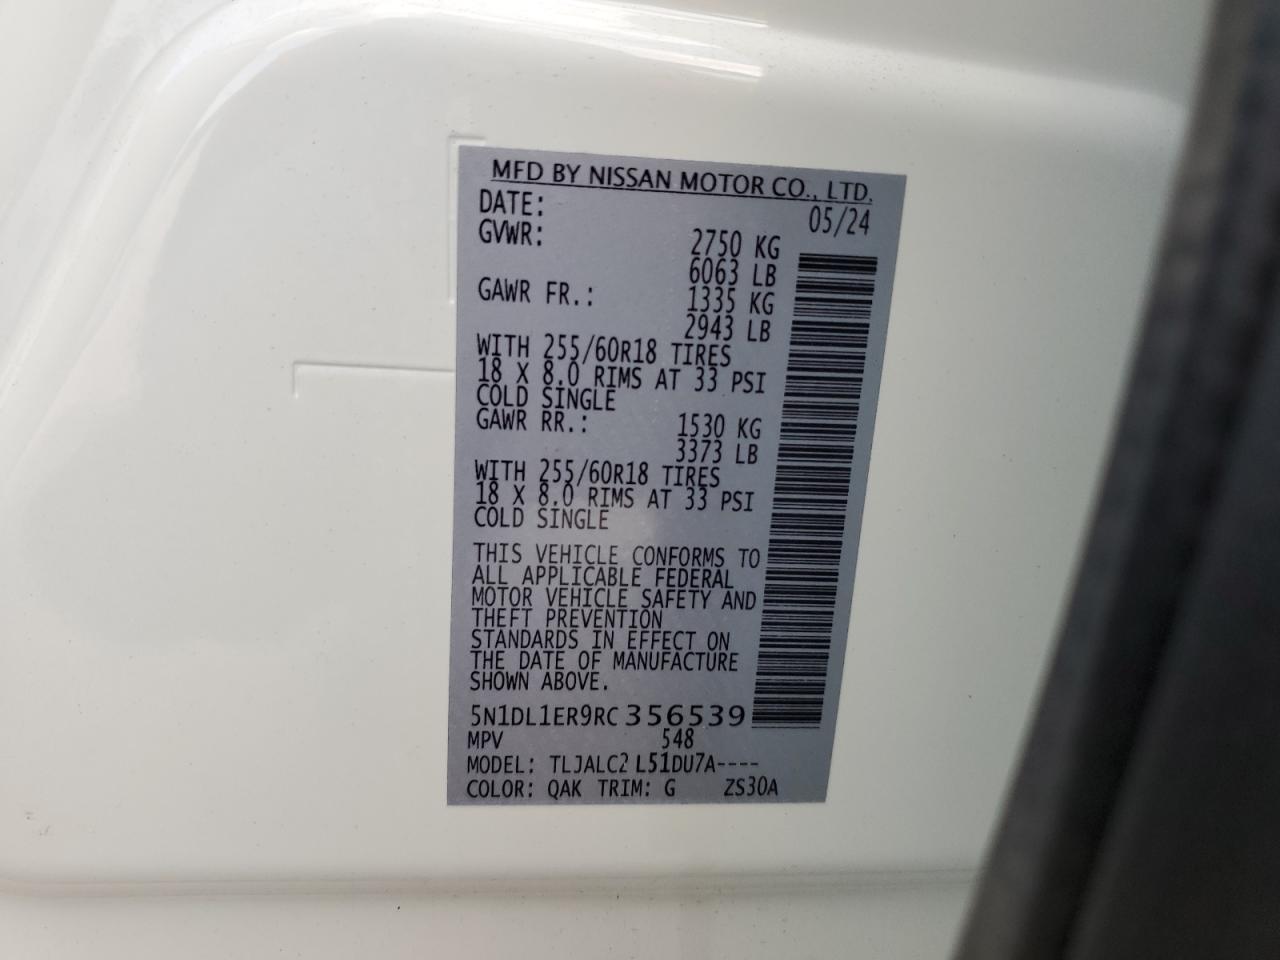 MFD BY NISSAN MOTOR CO., LTD.
DATE: 05/24
GVWR: 2750 KG
6063 LB
GAWR FR.: 1335 KG
2943 LB
WITH 255/60R18 TIRES
18 X 8.0 RIMS AT 33 PSI
COLD SINGLE
GAWR RR.: 1530 KG
3373 LB
WITH 255/60R18 TIRES
18 X 8.0 RIMS AT 33 PSI
COLD SINGLE
THIS VEHICLE CONFORMS TO
ALL APPLICABLE FEDERAL
MOTOR VEHICLE SAFETY AND
THEFT PREVENTION
STANDARDS IN EFFECT ON
THE DATE OF MANUFACTURE
SHOWN ABOVE.
5N1DL1ER9RC356539
MPV 548
MODEL: TLJALC2 L51DU7A----
COLOR: QAK TRIM: G ZS30A